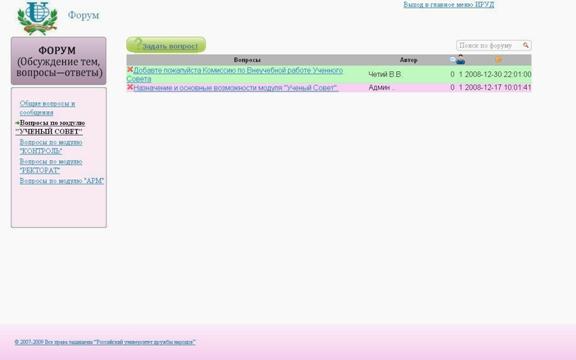 Форум
Выход в главное меню ИРУД
ФОРУМ
(Обсуждение тем,
вопросы—ответы)
Задать вопрос!
Поиск по форуму
Вопросы Автор
Добавте пожалуйста Комиссию по Внеучебной работе Ученного
Совета
Четий В.В. 0 1 2008-12-30 22:01:00
Назначение и основные возможности модуля "Ученый Совет".
Админ .. 0 1 2008-12-17 10:01:41
Общие вопросы и
сообщения
Вопросы по модулю
"УЧЕНЫЙ СОВЕТ"
Вопросы по модулю
"КОНТРОЛЬ"
Вопросы по модулю
"РЕКТОРАТ"
Вопросы по модулю "АРМ"
© 2007-2009 Все права защищены "Российский университет дружбы народов"